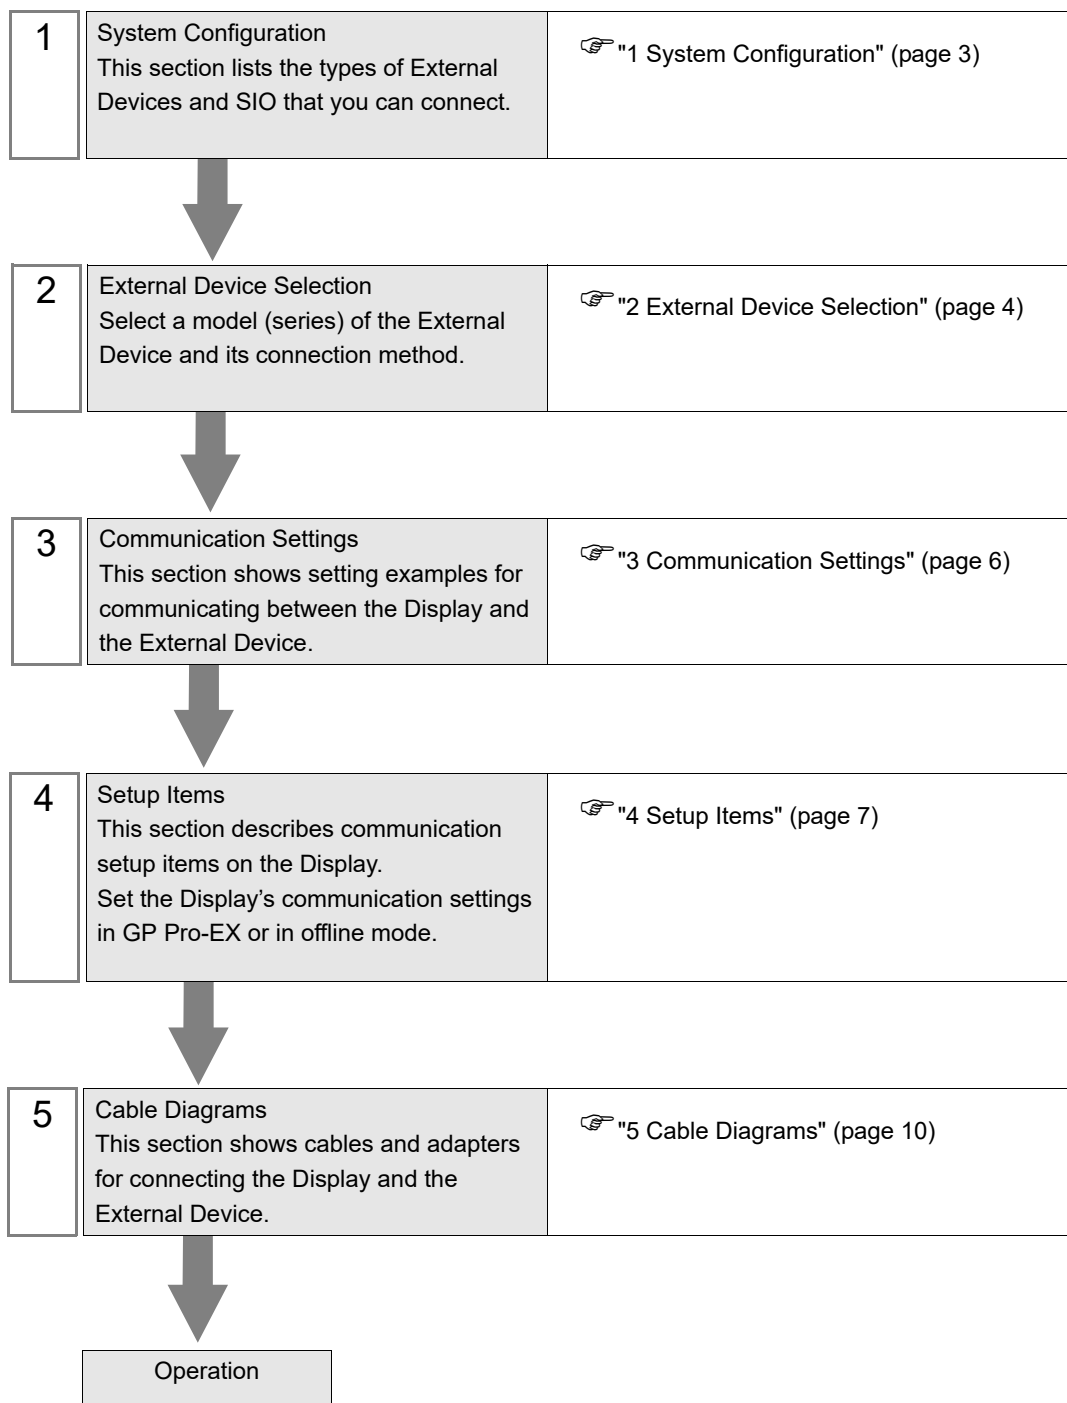 1
System Configuration
This section lists the types of External
Devices and SIO that you can connect.
"1 System Configuration" (page 3)
2
External Device Selection
Select a model (series) of the External
Device and its connection method.
"2 External Device Selection" (page 4)
3
Communication Settings
This section shows setting examples for
communicating between the Display and
the External Device.
"3 Communication Settings" (page 6)
4
Setup Items
This section describes communication
setup items on the Display.
Set the Display’s communication settings
in GP Pro-EX or in offline mode.
"4 Setup Items" (page 7)
5
Cable Diagrams
This section shows cables and adapters
for connecting the Display and the
External Device.
"5 Cable Diagrams" (page 10)
Operation